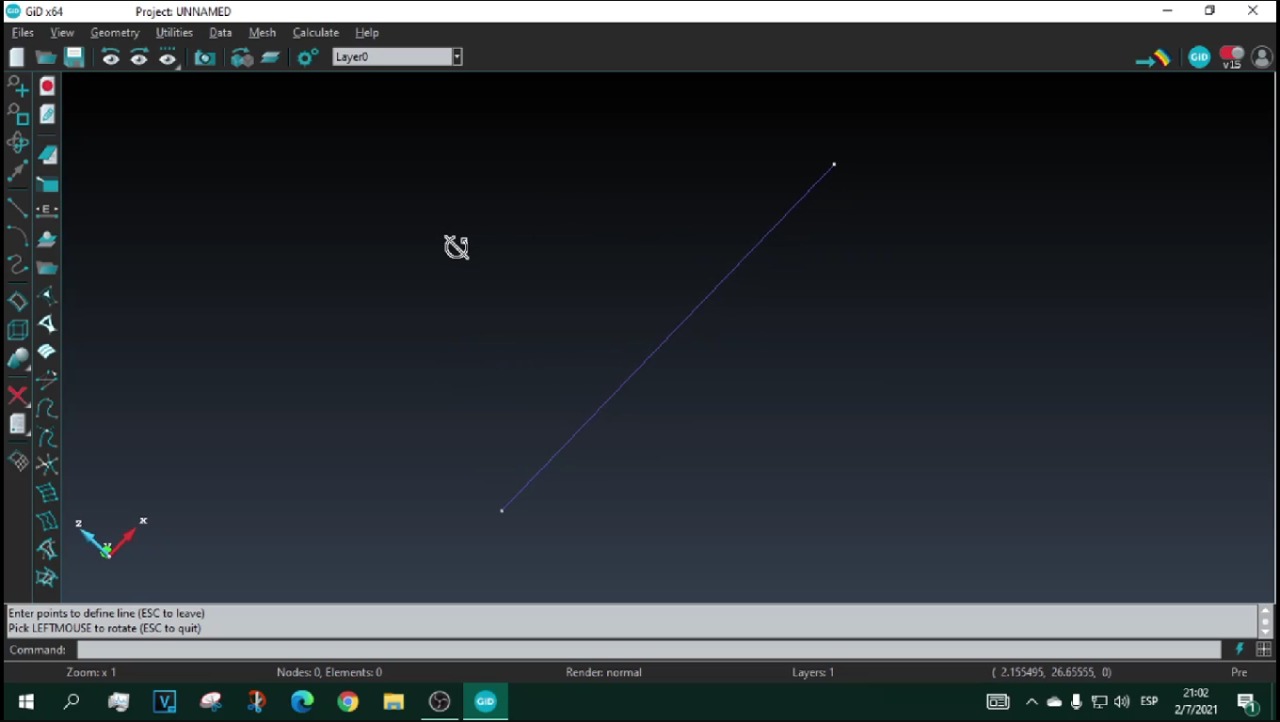 GiD x64 Project: UNNAMED
Files View Geometry Utilities Data Mesh Calculate Help
Layer0
GiD
v15
E
z x
Y
Enter points to define line (ESC to leave)
Pick LEFTMOUSE to rotate (ESC to quit)
Command:
Zoom: x 1 Nodes: 0, Elements: 0 Render: normal Layers: 1 ( 2.155495, 26.65555, 0) Pre
V GiD ESP 21:02
2/7/2021
1